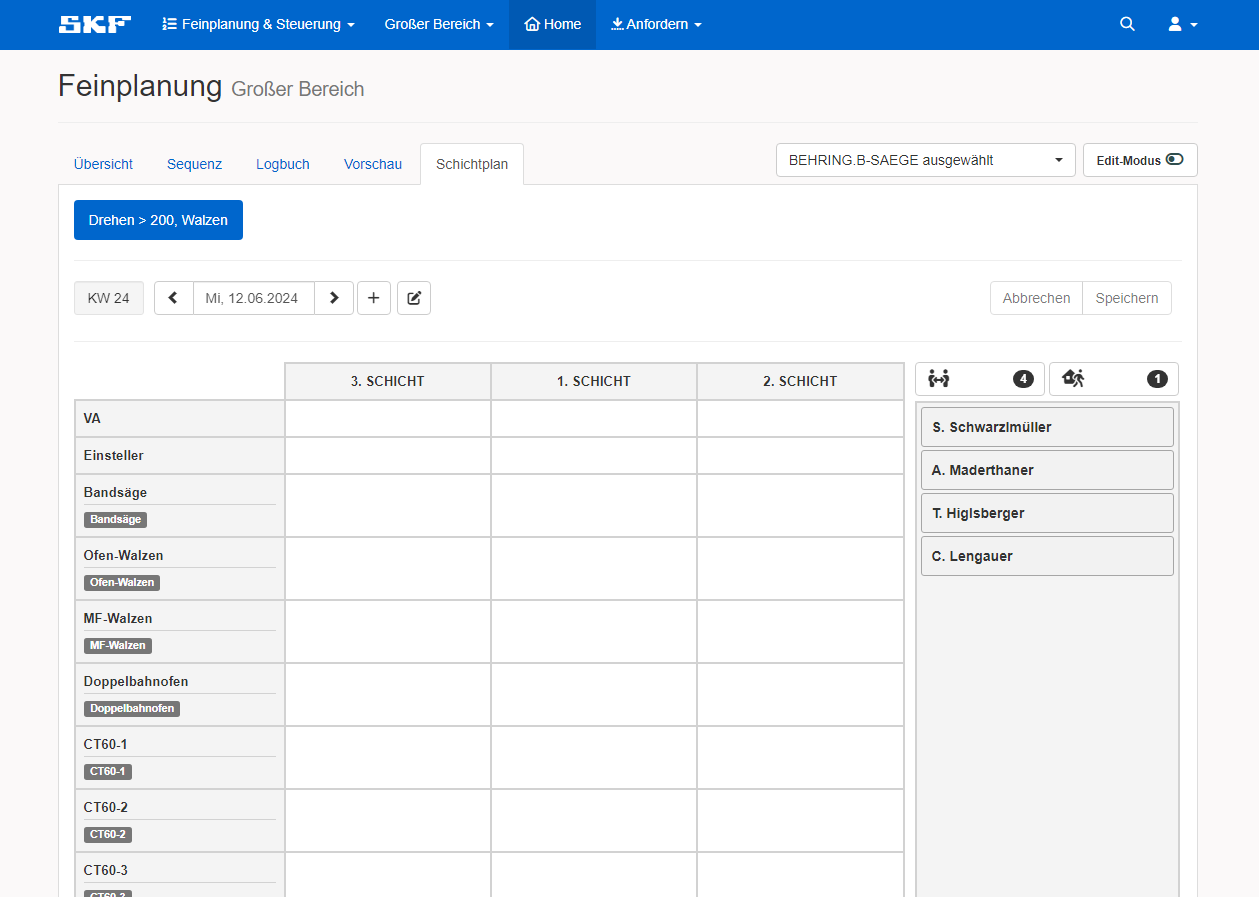 SKF Feinplanung & Steuerung Großer Bereich Home Anfordern
Feinplanung Großer Bereich
Übersicht Sequenz Logbuch Vorschau Schichtplan BEHRING.B-SAEGE ausgewählt Edit-Modus
Drehen > 200, Walzen
KW 24 Mi, 12.06.2024 Abbrechen Speichern
3. SCHICHT 1. SCHICHT 2. SCHICHT 4 1
VA
Einsteller
Bandsäge
Bandsäge
Ofen-Walzen
Ofen-Walzen
MF-Walzen
MF-Walzen
Doppelbahnofen
Doppelbahnofen
CT60-1
CT60-1
CT60-2
CT60-2
CT60-3
CT60-3
S. Schwarzlmüller
A. Maderthaner
T. Higlsberger
C. Lengauer